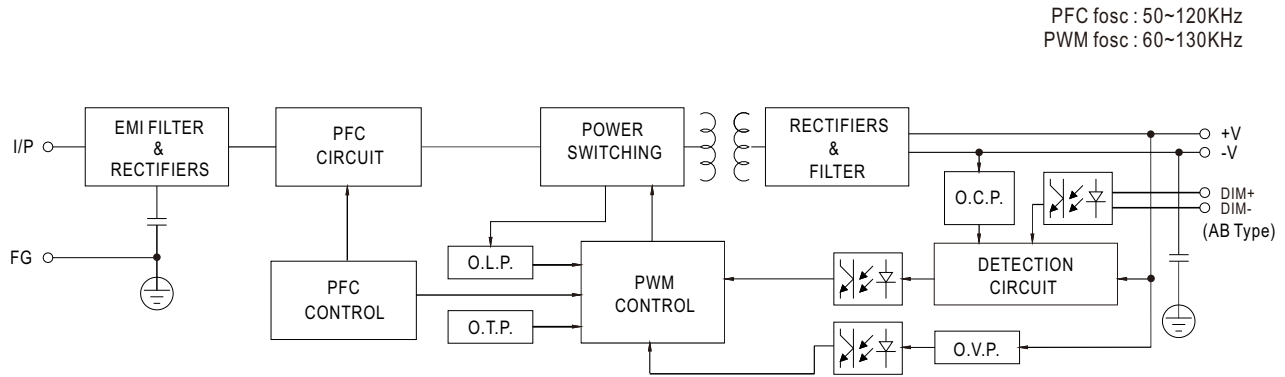 PFC fosc : 50~120KHz
PWM fosc : 60~130KHz
I/P
EMI FILTER
&
RECTIFIERS
PFC
CIRCUIT
POWER
SWITCHING
RECTIFIERS
&
FILTER
+V
-V
O.C.P.
DIM+
DIM-
(AB Type)
FG
O.L.P.
PFC
CONTROL
PWM
CONTROL
DETECTION
CIRCUIT
O.T.P.
O.V.P.